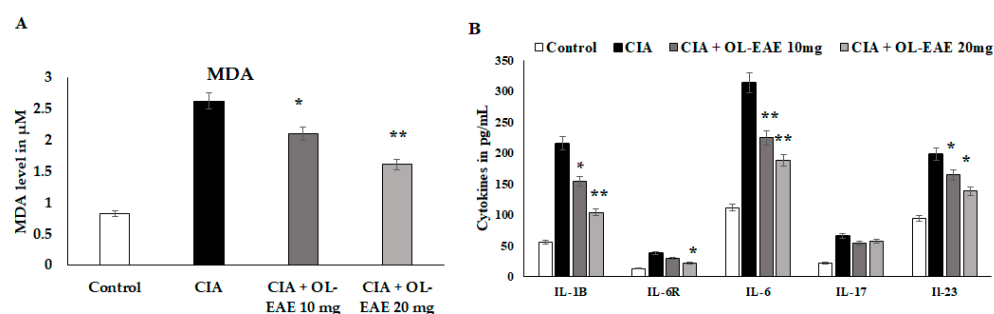 A
MDA
MDA level in µM
3
2.5
2
1.5
1
0.5
0
*
**
Control
CIA
CIA + OL-
EAE 10 mg
CIA + OL-
EAE 20 mg
B
Control CIA CIA + OL-EAE 10mg CIA + OL-EAE 20mg
Cytokines in pg/mL
350
300
250
200
150
100
50
0
*
**
*
**
**
*
*
IL-1B
IL-6R
IL-6
IL-17
Il-23